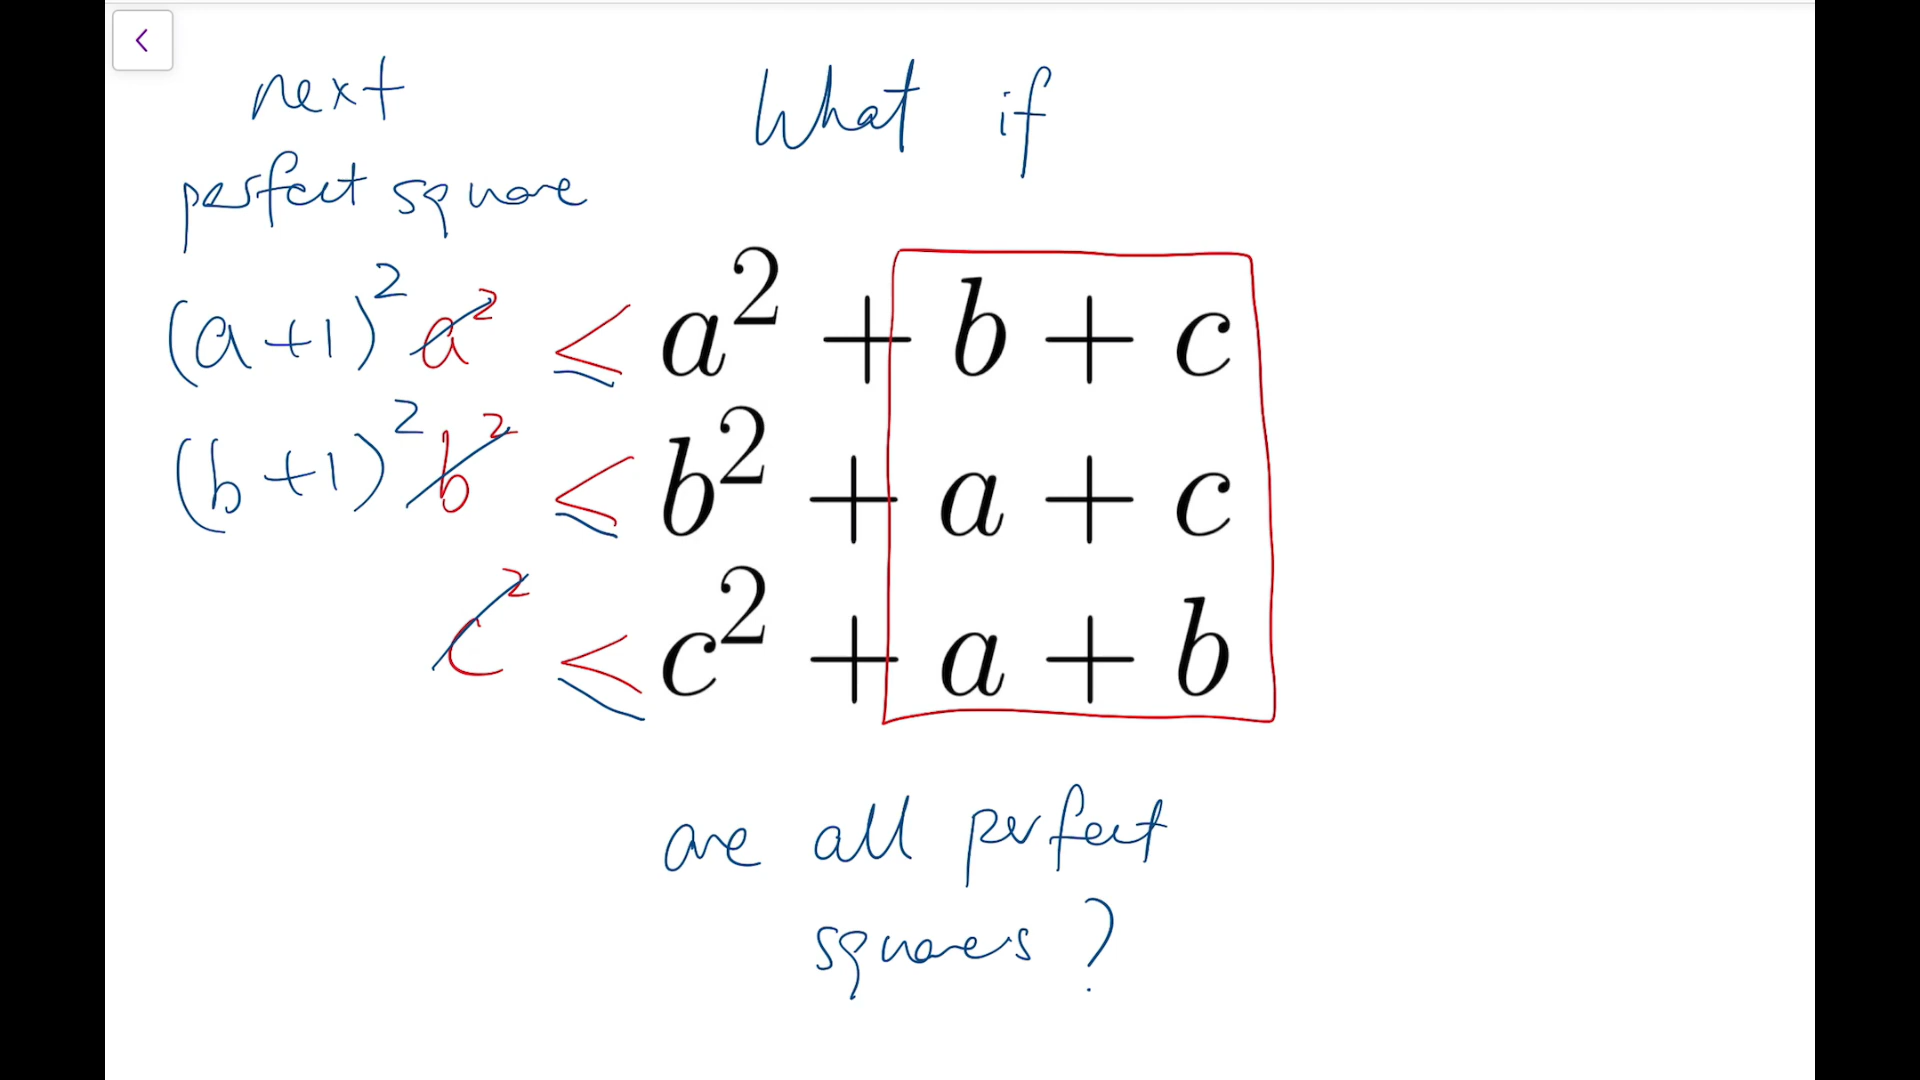 next
perfect square
What if
(a+1)² a² ≤ a² + b + c
(b+1)² b² ≤ b² + a + c
c² ≤ c² + a + b
are all perfect
squares?